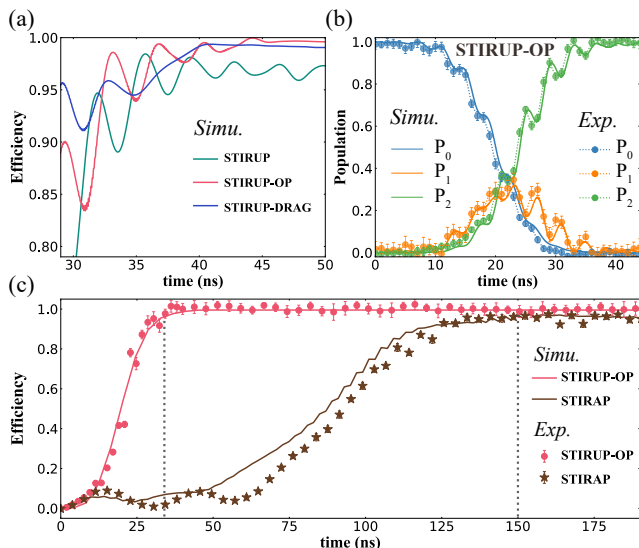 (a)
1.00
0.95
0.90
0.85
0.80
Efficiency
Simu.
STIRUP
STIRUP-OP
STIRUP-DRAG
30 35 40 45 50
time (ns)
(b)
STIRUP-OP
1.0
0.8
0.6
0.4
0.2
0.0
Population
Simu.
P0
P1
P2
Exp.
P0
P1
P2
0 10 20 30 40
time (ns)
(c)
1.0
0.8
0.6
0.4
0.2
0.0
Efficiency
Simu.
STIRUP-OP
STIRAP
Exp.
STIRUP-OP
STIRAP
0 25 50 75 100 125 150 175
time (ns)